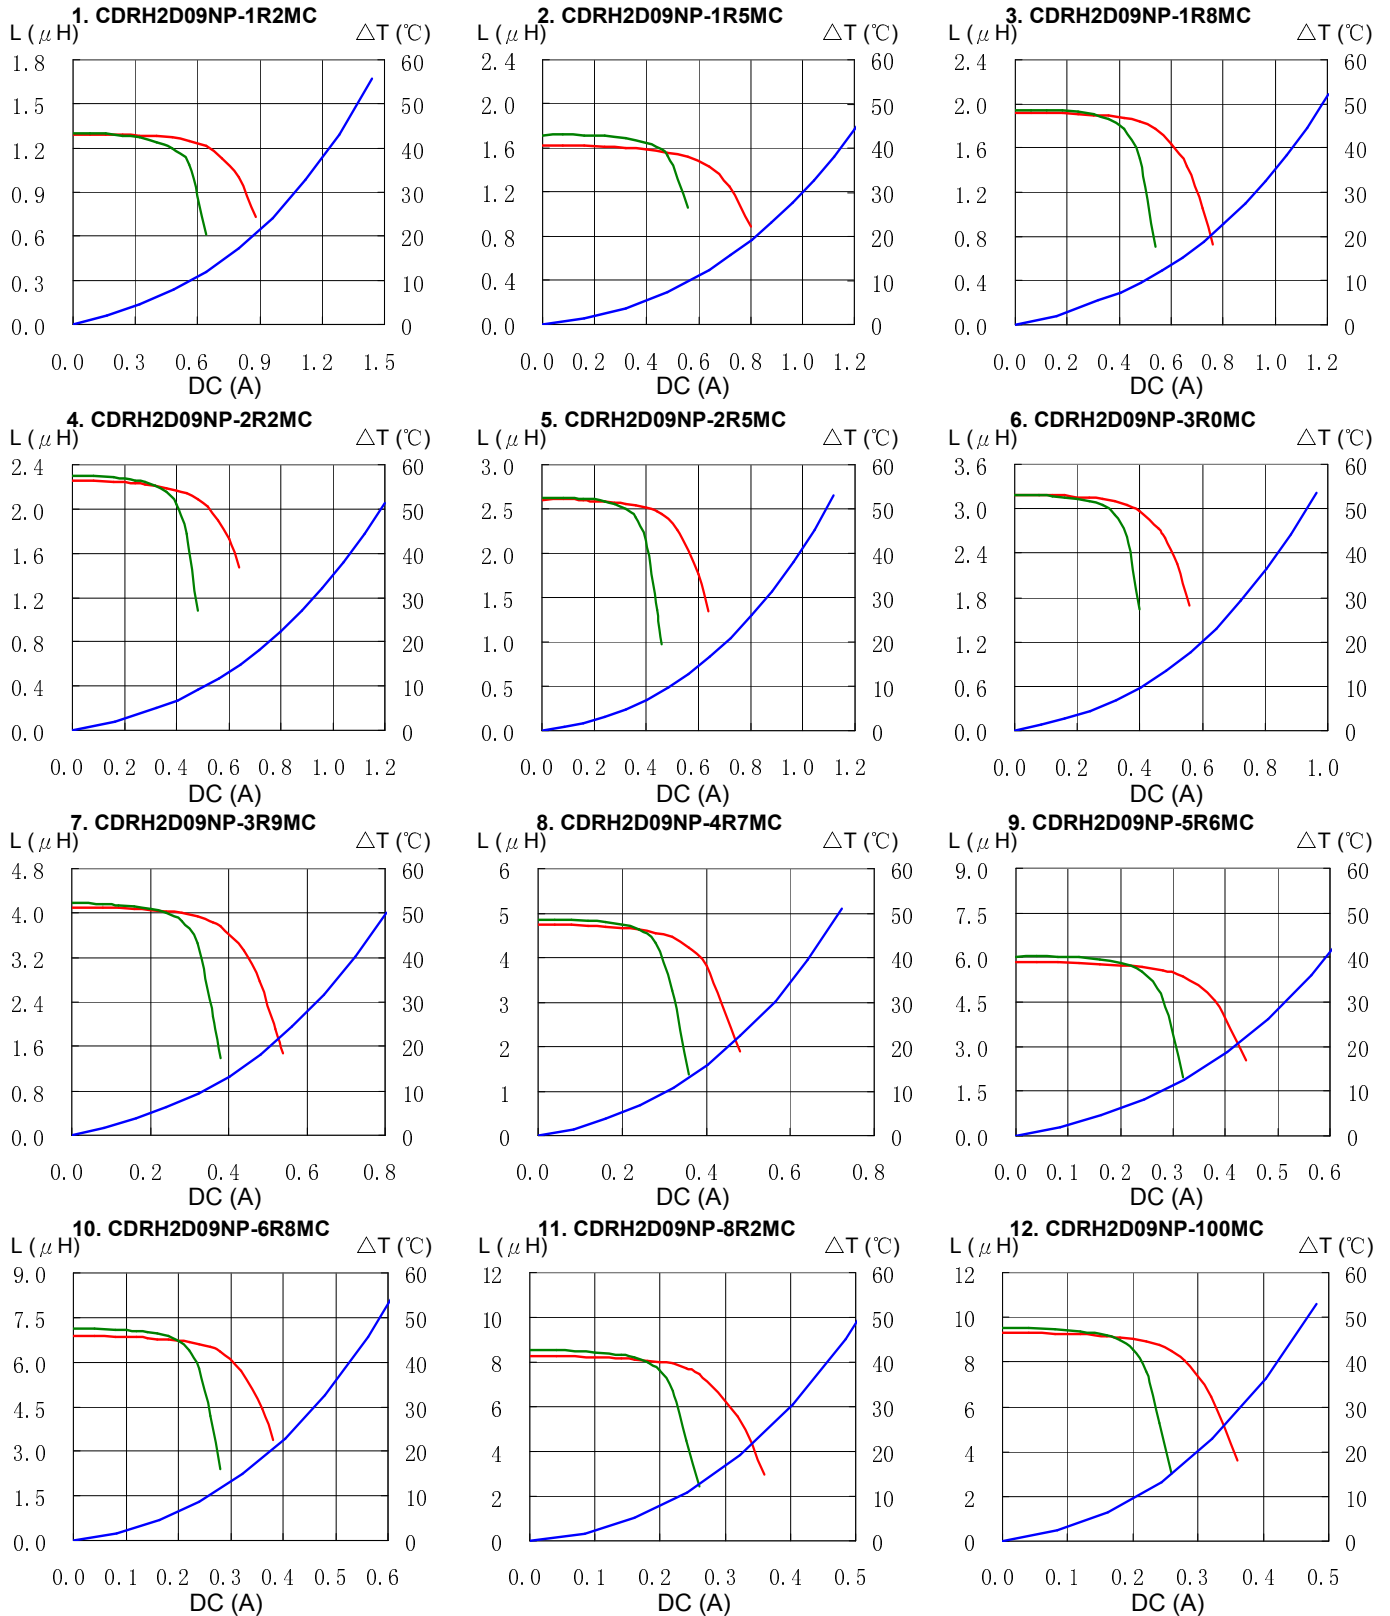 1. CDRH2D09NP-1R2MC
L (μH) △T (℃)
1.8 60
1.5 50
1.2 40
0.9 30
0.6 20
0.3 10
0.0 0
0.0 0.3 0.6 0.9 1.2 1.5
DC (A)
2. CDRH2D09NP-1R5MC
L (μH) △T (℃)
2.4 60
2.0 50
1.6 40
1.2 30
0.8 20
0.4 10
0.0 0
0.0 0.2 0.4 0.6 0.8 1.0 1.2
DC (A)
3. CDRH2D09NP-1R8MC
L (μH) △T (℃)
2.4 60
2.0 50
1.6 40
1.2 30
0.8 20
0.4 10
0.0 0
0.0 0.2 0.4 0.6 0.8 1.0 1.2
DC (A)
4. CDRH2D09NP-2R2MC
L (μH) △T (℃)
2.4 60
2.0 50
1.6 40
1.2 30
0.8 20
0.4 10
0.0 0
0.0 0.2 0.4 0.6 0.8 1.0 1.2
DC (A)
5. CDRH2D09NP-2R5MC
L (μH) △T (℃)
3.0 60
2.5 50
2.0 40
1.5 30
1.0 20
0.5 10
0.0 0
0.0 0.2 0.4 0.6 0.8 1.0 1.2
DC (A)
6. CDRH2D09NP-3R0MC
L (μH) △T (℃)
3.6 60
3.0 50
2.4 40
1.8 30
1.2 20
0.6 10
0.0 0
0.0 0.2 0.4 0.6 0.8 1.0
DC (A)
7. CDRH2D09NP-3R9MC
L (μH) △T (℃)
4.8 60
4.0 50
3.2 40
2.4 30
1.6 20
0.8 10
0.0 0
0.0 0.2 0.4 0.6 0.8
DC (A)
8. CDRH2D09NP-4R7MC
L (μH) △T (℃)
6 60
5 50
4 40
3 30
2 20
1 10
0 0
0.0 0.2 0.4 0.6 0.8
DC (A)
9. CDRH2D09NP-5R6MC
L (μH) △T (℃)
9.0 60
7.5 50
6.0 40
4.5 30
3.0 20
1.5 10
0.0 0
0.0 0.1 0.2 0.3 0.4 0.5 0.6
DC (A)
10. CDRH2D09NP-6R8MC
L (μH) △T (℃)
9.0 60
7.5 50
6.0 40
4.5 30
3.0 20
1.5 10
0.0 0
0.0 0.1 0.2 0.3 0.4 0.5 0.6
DC (A)
11. CDRH2D09NP-8R2MC
L (μH) △T (℃)
12 60
10 50
8 40
6 30
4 20
2 10
0 0
0.0 0.1 0.2 0.3 0.4 0.5
DC (A)
12. CDRH2D09NP-100MC
L (μH) △T (℃)
12 60
10 50
8 40
6 30
4 20
2 10
0 0
0.0 0.1 0.2 0.3 0.4 0.5
DC (A)